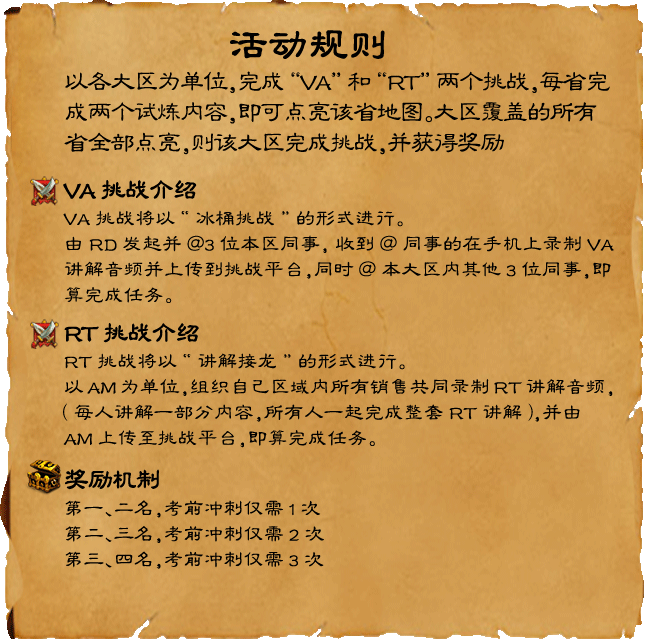 活动规则
以各大区为单位,完成“VA”和“RT”两个挑战,每省完
成两个试炼内容,即可点亮该省地图。大区覆盖的所有
省全部点亮,则该大区完成挑战,并获得奖励
VA 挑战介绍
VA 挑战将以“ 冰桶挑战 ”的形式进行。
由 RD 发起并 @3 位本区同事, 收到 @ 同事的在手机上录制 VA
讲解音频并上传到挑战平台,同时 @ 本大区内其他 3 位同事,即
算完成任务。
RT 挑战介绍
RT 挑战将以“ 讲解接龙 ”的形式进行。
以 AM 为单位,组织自己区域内所有销售共同录制 RT 讲解音频,
(每人讲解一部分内容,所有人一起完成整套 RT 讲解),并由
AM 上传至挑战平台,即算完成任务。
奖励机制
第一、二名,考前冲刺仅需 1 次
第二、三名,考前冲刺仅需 2 次
第三、四名,考前冲刺仅需 3 次